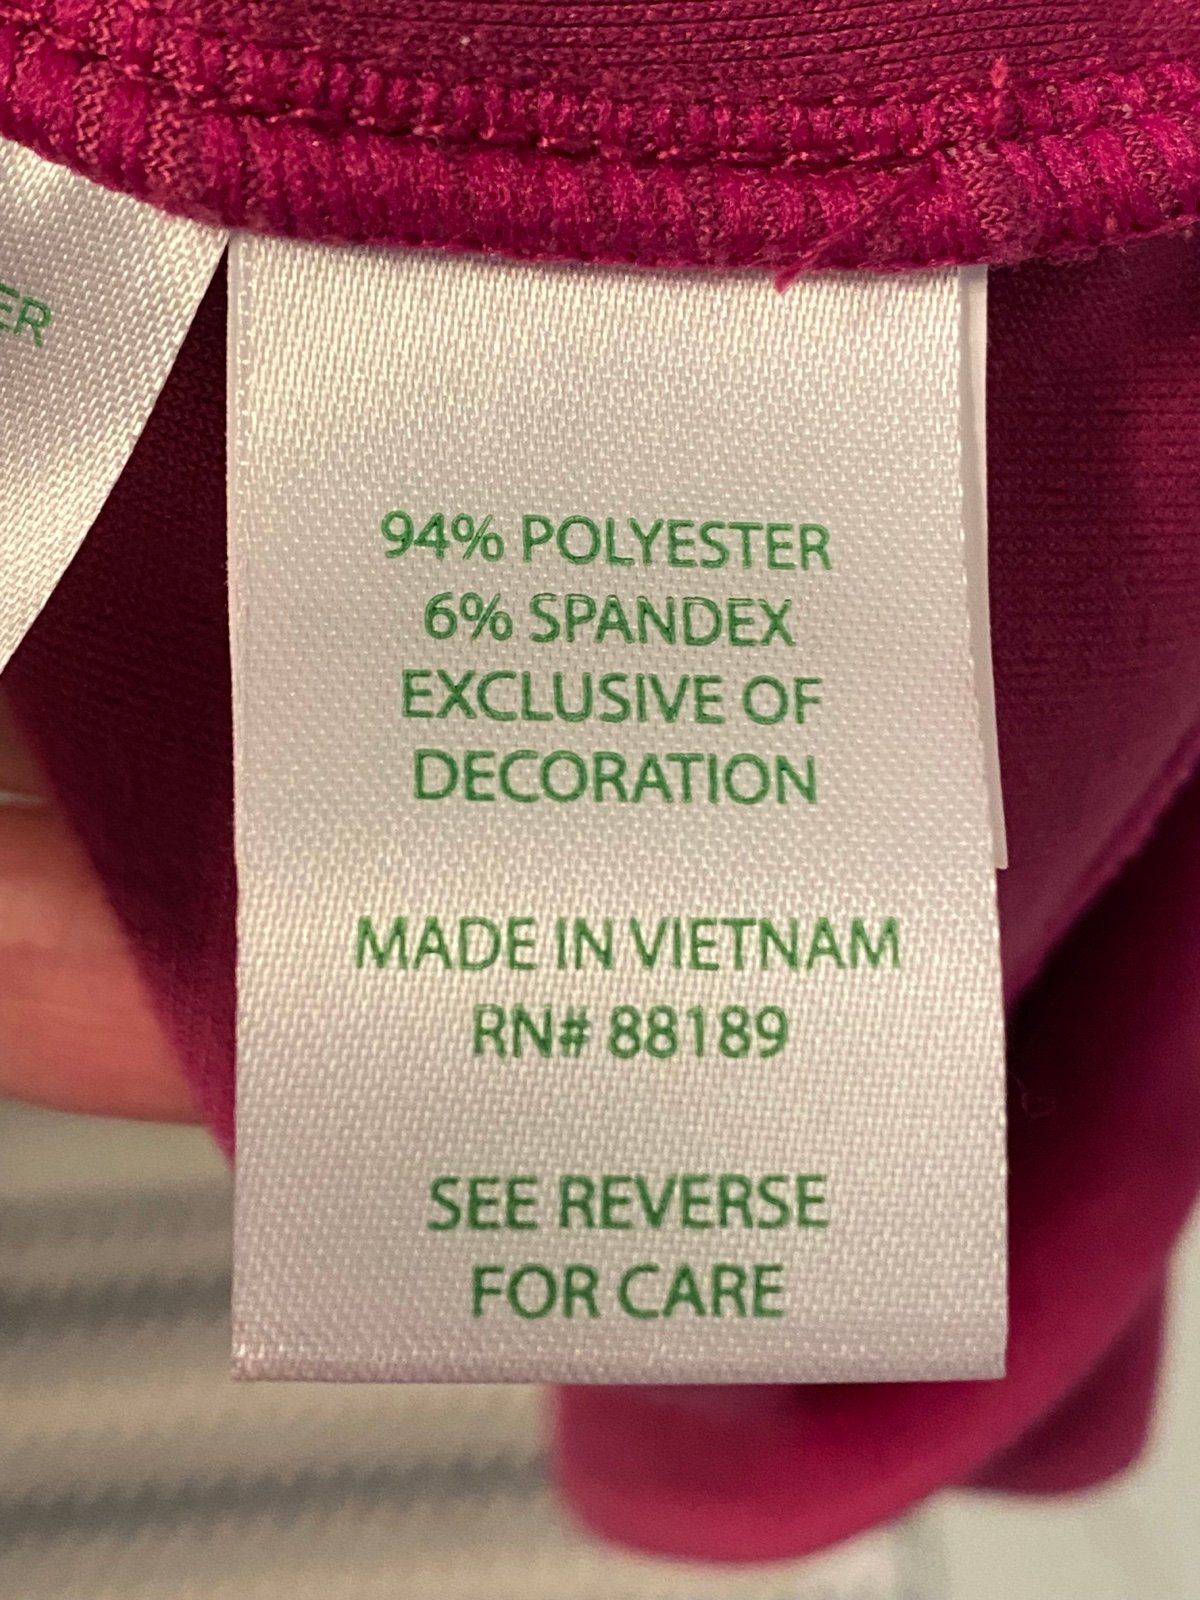 94% POLYESTER
6% SPANDEX
EXCLUSIVE OF
DECORATION
MADE IN VIETNAM
RN# 88189
SEE REVERSE
FOR CARE